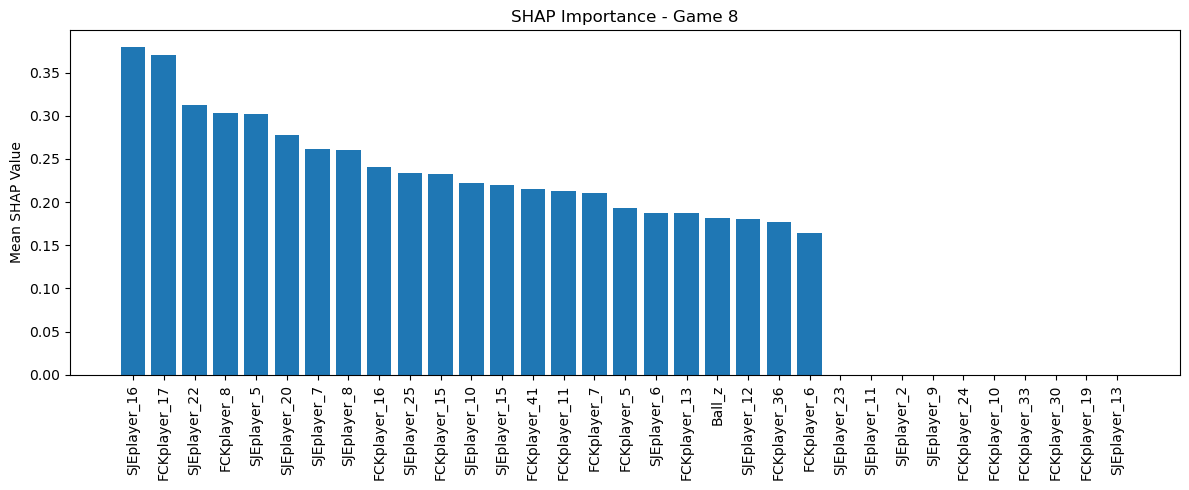 SHAP Importance - Game 8
Mean SHAP Value
0.35
0.30
0.25
0.20
0.15
0.10
0.05
0.00
SJEplayer_16
FCKplayer_17
SJEplayer_22
FCKplayer_8
SJEplayer_5
SJEplayer_20
SJEplayer_7
SJEplayer_8
FCKplayer_16
SJEplayer_25
FCKplayer_15
SJEplayer_10
SJEplayer_15
FCKplayer_41
FCKplayer_11
FCKplayer_7
FCKplayer_5
SJEplayer_6
FCKplayer_13
Ball_z
SJEplayer_12
FCKplayer_36
FCKplayer_6
SJEplayer_23
SJEplayer_11
SJEplayer_2
SJEplayer_9
FCKplayer_24
FCKplayer_10
FCKplayer_33
FCKplayer_30
FCKplayer_19
SJEplayer_13